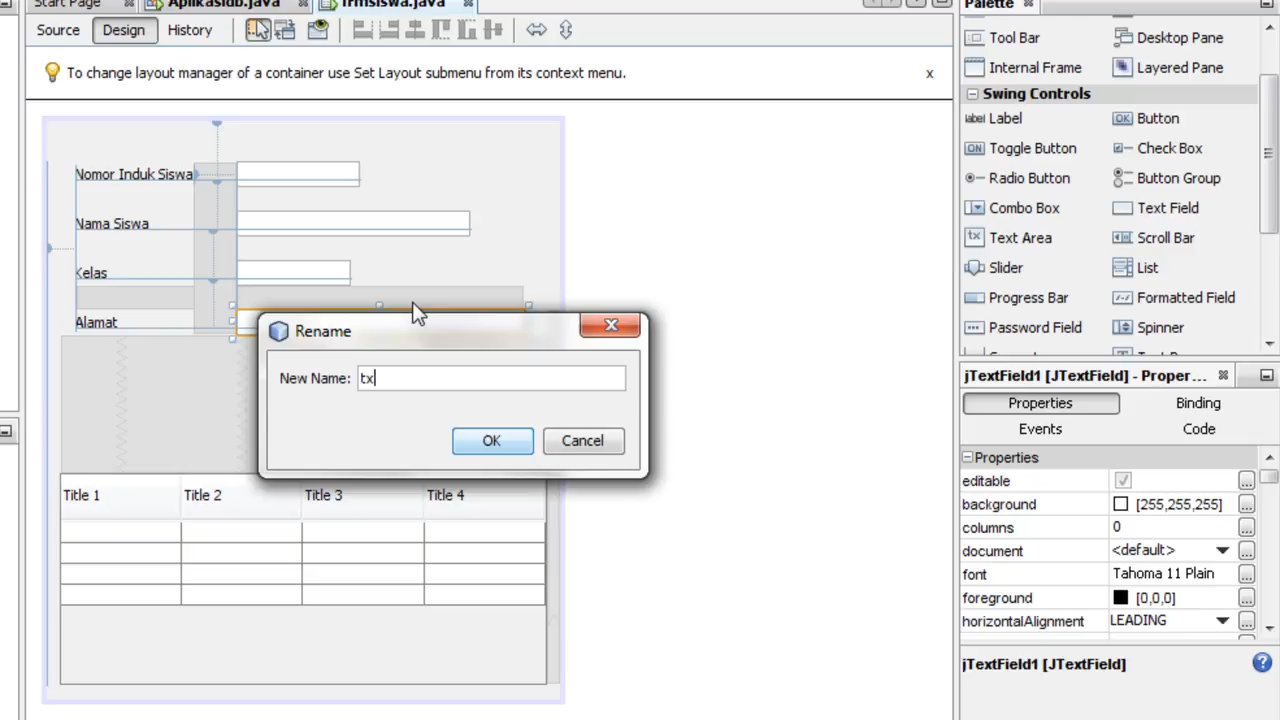 Start Page
AplikasiDb.java
frmsiswa.java
Palette
Source
Design
History
To change layout manager of a container use Set Layout submenu from its context menu.
x
Tool Bar
Desktop Pane
Internal Frame
Layered Pane
Swing Controls
label Label
OK Button
ON Toggle Button
Check Box
Radio Button
Button Group
Combo Box
Text Field
tx Text Area
Scroll Bar
Slider
List
Progress Bar
Formatted Field
Password Field
Spinner
Nomor Induk Siswa
Nama Siswa
Kelas
Alamat
Rename
New Name: tx
OK
Cancel
Title 1
Title 2
Title 3
Title 4
jTextField1 [JTextField] - Proper...
Properties
Binding
Events
Code
Properties
editable
background
[255,255,255]
columns
0
document
<default>
font
Tahoma 11 Plain
foreground
[0,0,0]
horizontalAlignment
LEADING
jTextField1 [JTextField]